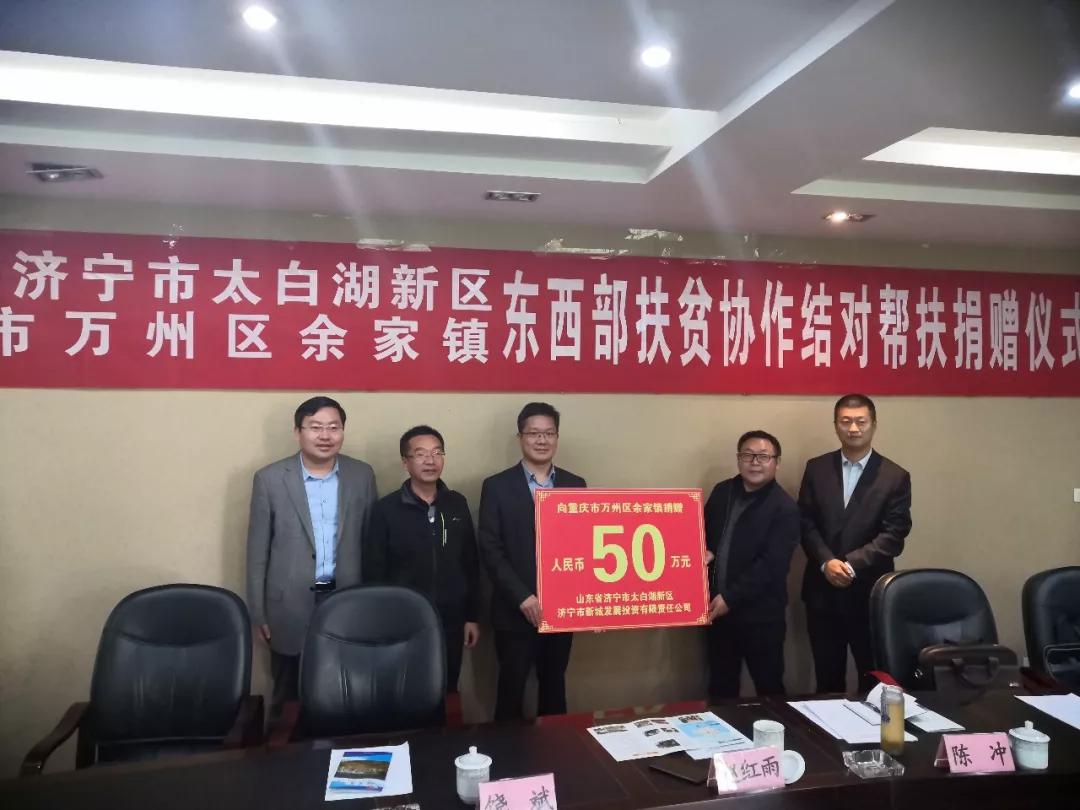 济宁市太白湖新区
市万州区余家镇
东西部扶贫协作结对帮扶捐赠仪式
向重庆市万州区余家镇捐赠
人民币 50 万元
山东省济宁市太白湖新区
济宁市新城发展投资有限责任公司
饶 斌
红雨
陈 冲